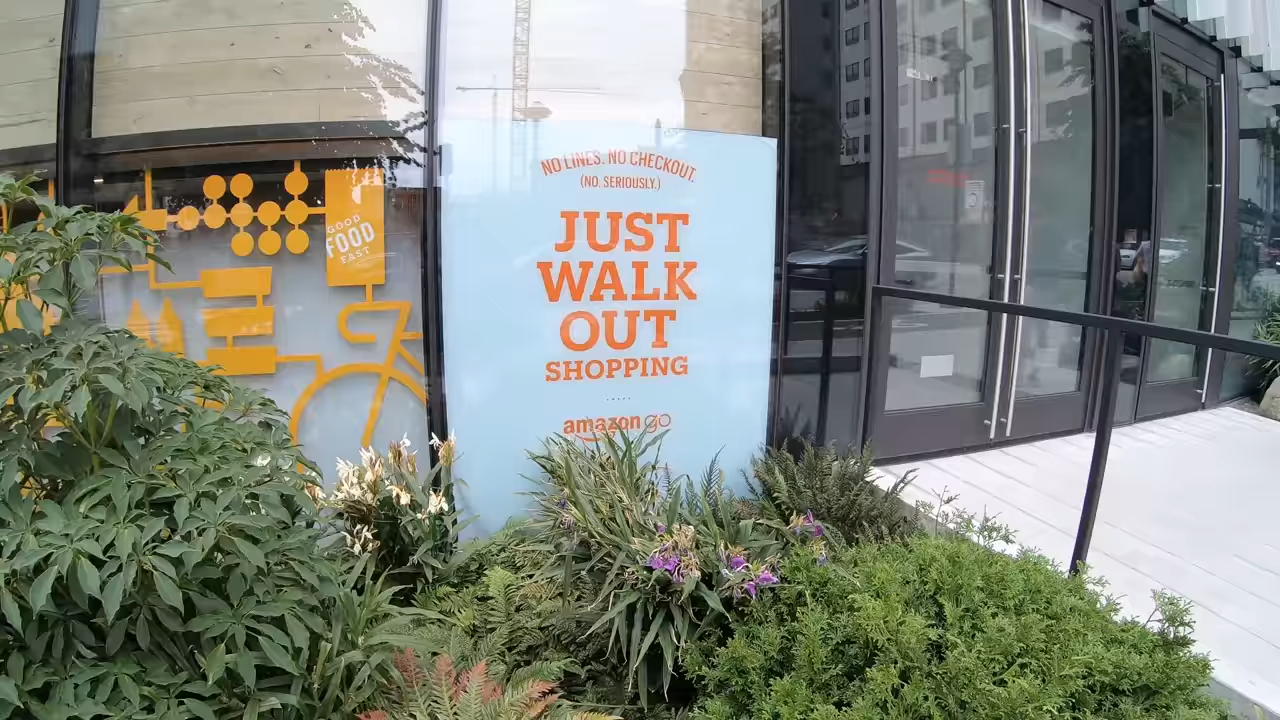 NO LINES. NO CHECKOUT.
(NO. SERIOUSLY.)
JUST
WALK
OUT
SHOPPING
amazon go
GOOD
FOOD
FAST